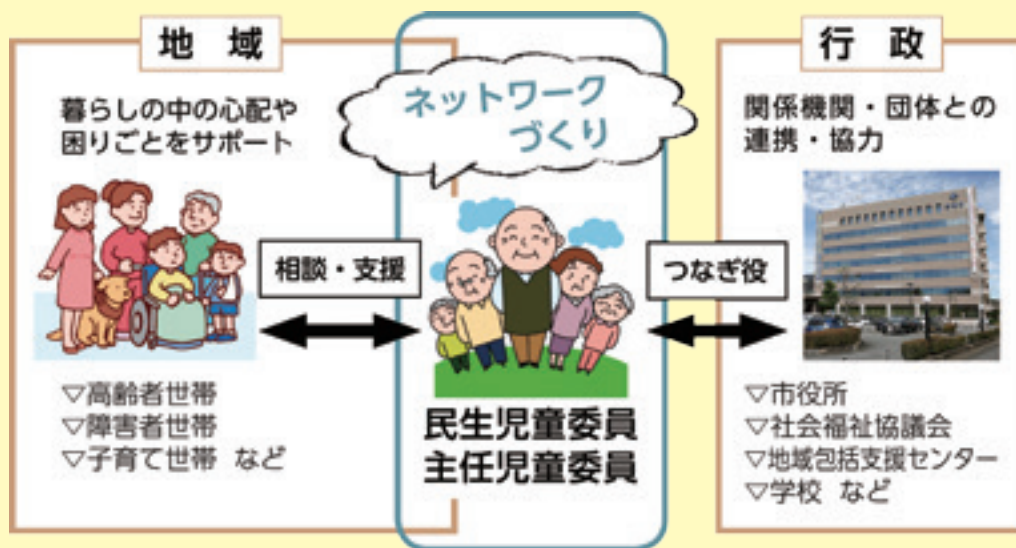 地域
暮らしの中の心配や
困りごとをサポート
相談・支援
▽高齢者世帯
▽障害者世帯
▽子育て世帯 など
ネットワーク
づくり
民生児童委員
主任児童委員
行政
関係機関・団体との
連携・協力
つなぎ役
▽市役所
▽社会福祉協議会
▽地域包括支援センター
▽学校 など